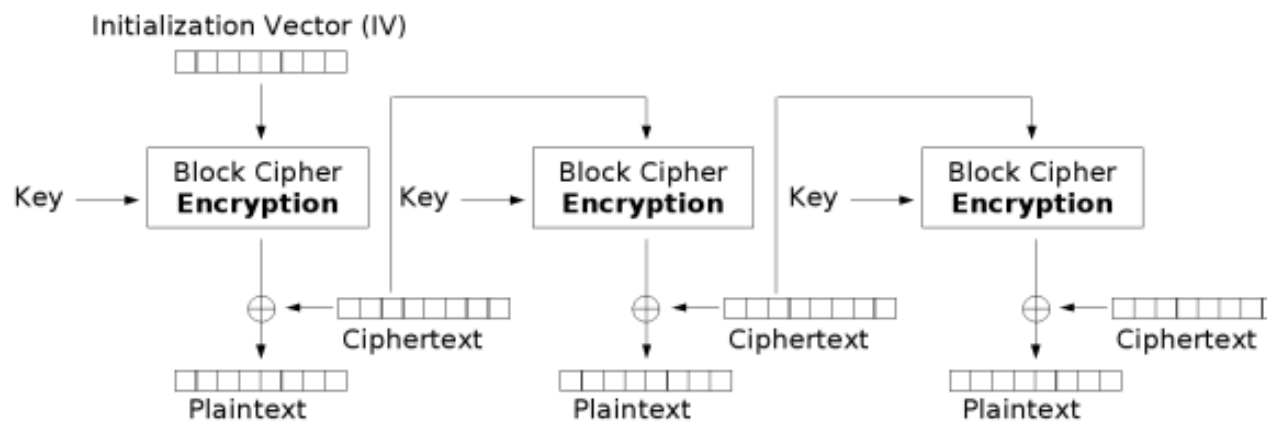 Initialization Vector (IV)
Key
Block Cipher
Encryption
Key
Block Cipher
Encryption
Key
Block Cipher
Encryption
Ciphertext
Ciphertext
Ciphertext
Plaintext
Plaintext
Plaintext